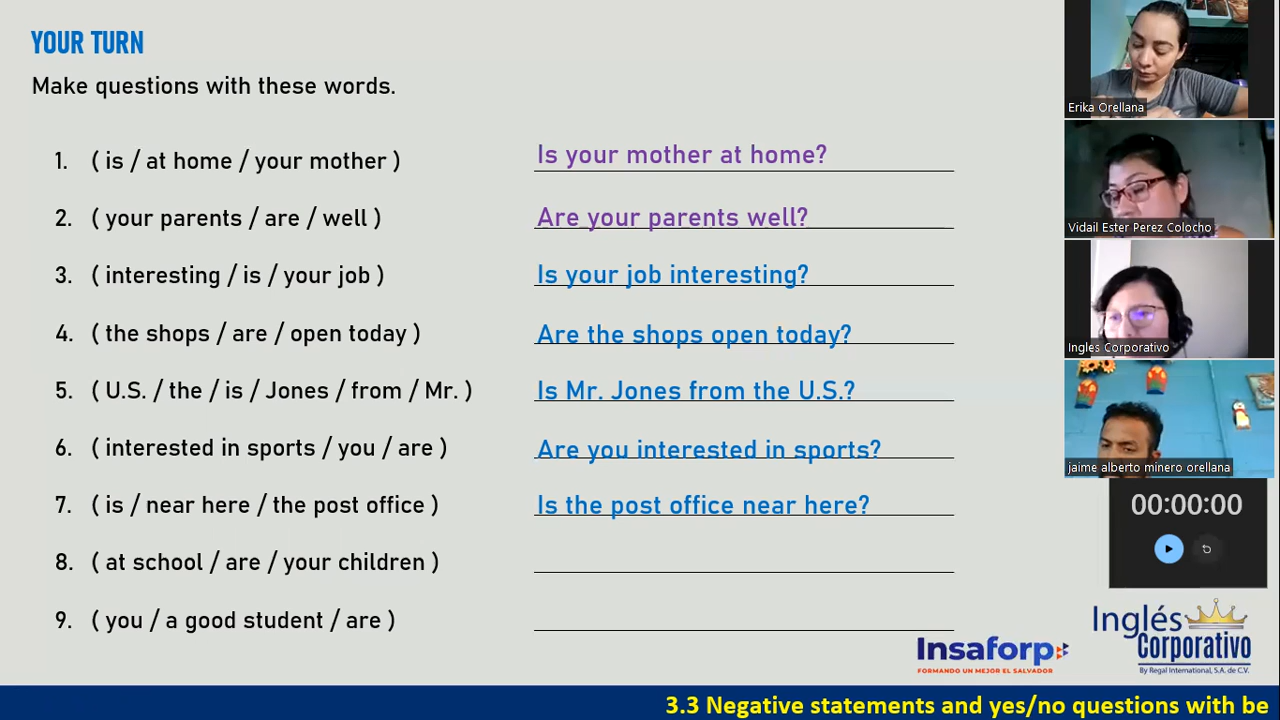 YOUR TURN
Make questions with these words.
1. ( is / at home / your mother ) Is your mother at home?
2. ( your parents / are / well ) Are your parents well?
3. ( interesting / is / your job ) Is your job interesting?
4. ( the shops / are / open today ) Are the shops open today?
5. ( U.S. / the / is / Jones / from / Mr. ) Is Mr. Jones from the U.S.?
6. ( interested in sports / you / are ) Are you interested in sports?
7. ( is / near here / the post office ) Is the post office near here?
8. ( at school / are / your children )
9. ( you / a good student / are )
Erika Orellana
Vidail Ester Perez Colocho
Ingles Corporativo
jaime alberto minero orellana
00:00:00
Insaforp
FORMANDO UN MEJOR EL SALVADOR
Inglés
Corporativo
By Regal International, S.A. de C.V.
3.3 Negative statements and yes/no questions with be